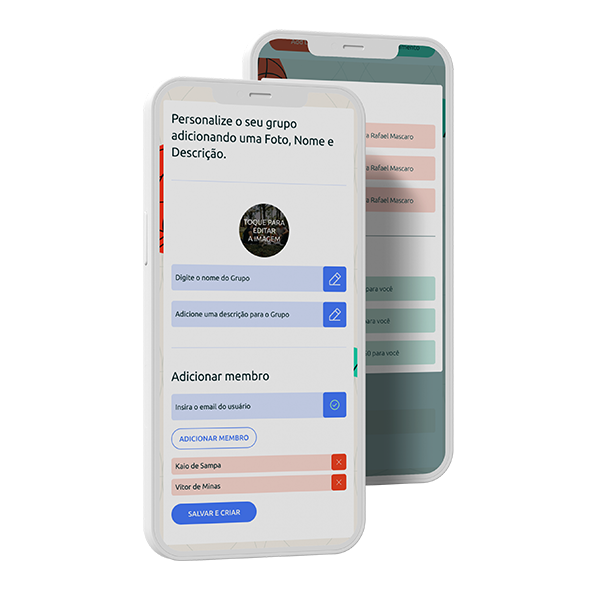 Personalize o seu grupo
adicionando uma Foto, Nome e
Descrição.
TOQUE PARA
EDITAR
A IMAGEM
Digite o nome do Grupo
Adicione uma descrição para o Grupo
Adicionar membro
Insira o email do usuário
ADICIONAR MEMBRO
Kaio de Sampa
Vitor de Minas
SALVAR E CRIAR
a Rafael Mascaro
a Rafael Mascaro
a Rafael Mascaro
para você
para você
para você